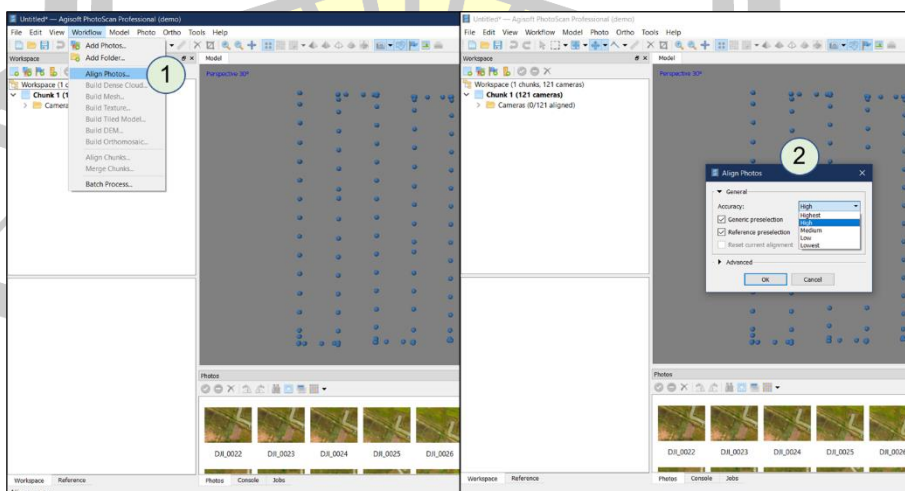 Untitled* — Agisoft PhotoScan Professional (demo)
File Edit View Workflow Model Photo Ortho Tools Help
Workspace
Add Photos...
Add Folder...
Align Photos...
Build Dense Cloud...
Build Mesh...
Build Texture...
Build Tiled Model...
Build DEM...
Build Orthomosaic...
Align Chunks...
Merge Chunks...
Batch Process...
1
Workspace (1 c
Chunk 1 (1
Camera
Model
Perspective 30°
Photos
DJI_0022 DJI_0023 DJI_0024 DJI_0025 DJI_0026
Workspace Reference
Photos Console Jobs
Untitled* — Agisoft PhotoScan Professional (demo)
File Edit View Workflow Model Photo Ortho Tools Help
Workspace
Workspace (1 chunks, 121 cameras)
Chunk 1 (121 cameras)
Cameras (0/121 aligned)
Model
Perspective 30°
2
Align Photos
General
Accuracy: High
Highest
High
Medium
Low
Lowest
Generic preselection
Reference preselection
Reset current alignment
Advanced
OK Cancel
Photos
DJI_0022 DJI_0023 DJI_0024 DJI_0025 DJI_0026
Workspace Reference
Photos Console Jobs